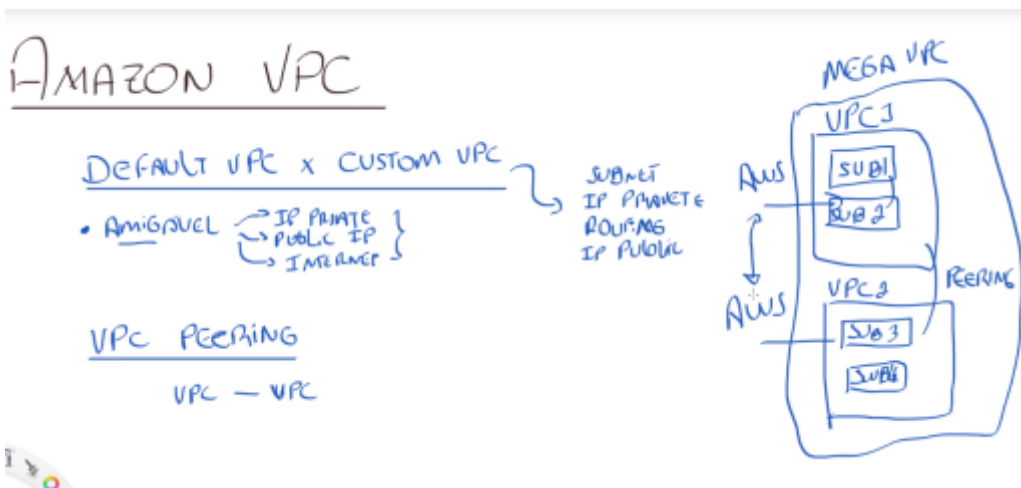 AMAZON VPC
DEFAULT VPC X CUSTOM VPC
• AMIGAVEL
IP PRIVATE
PUBLIC IP
INTERNET
SUBNET
IP PRIVATE
ROUTING
IP PUBLIC
VPC PEERING
VPC — VPC
MEGA VPC
VPC1
SUB1
SUB2
AWS
PEERING
VPC2
AWS
SUB3
SUB4